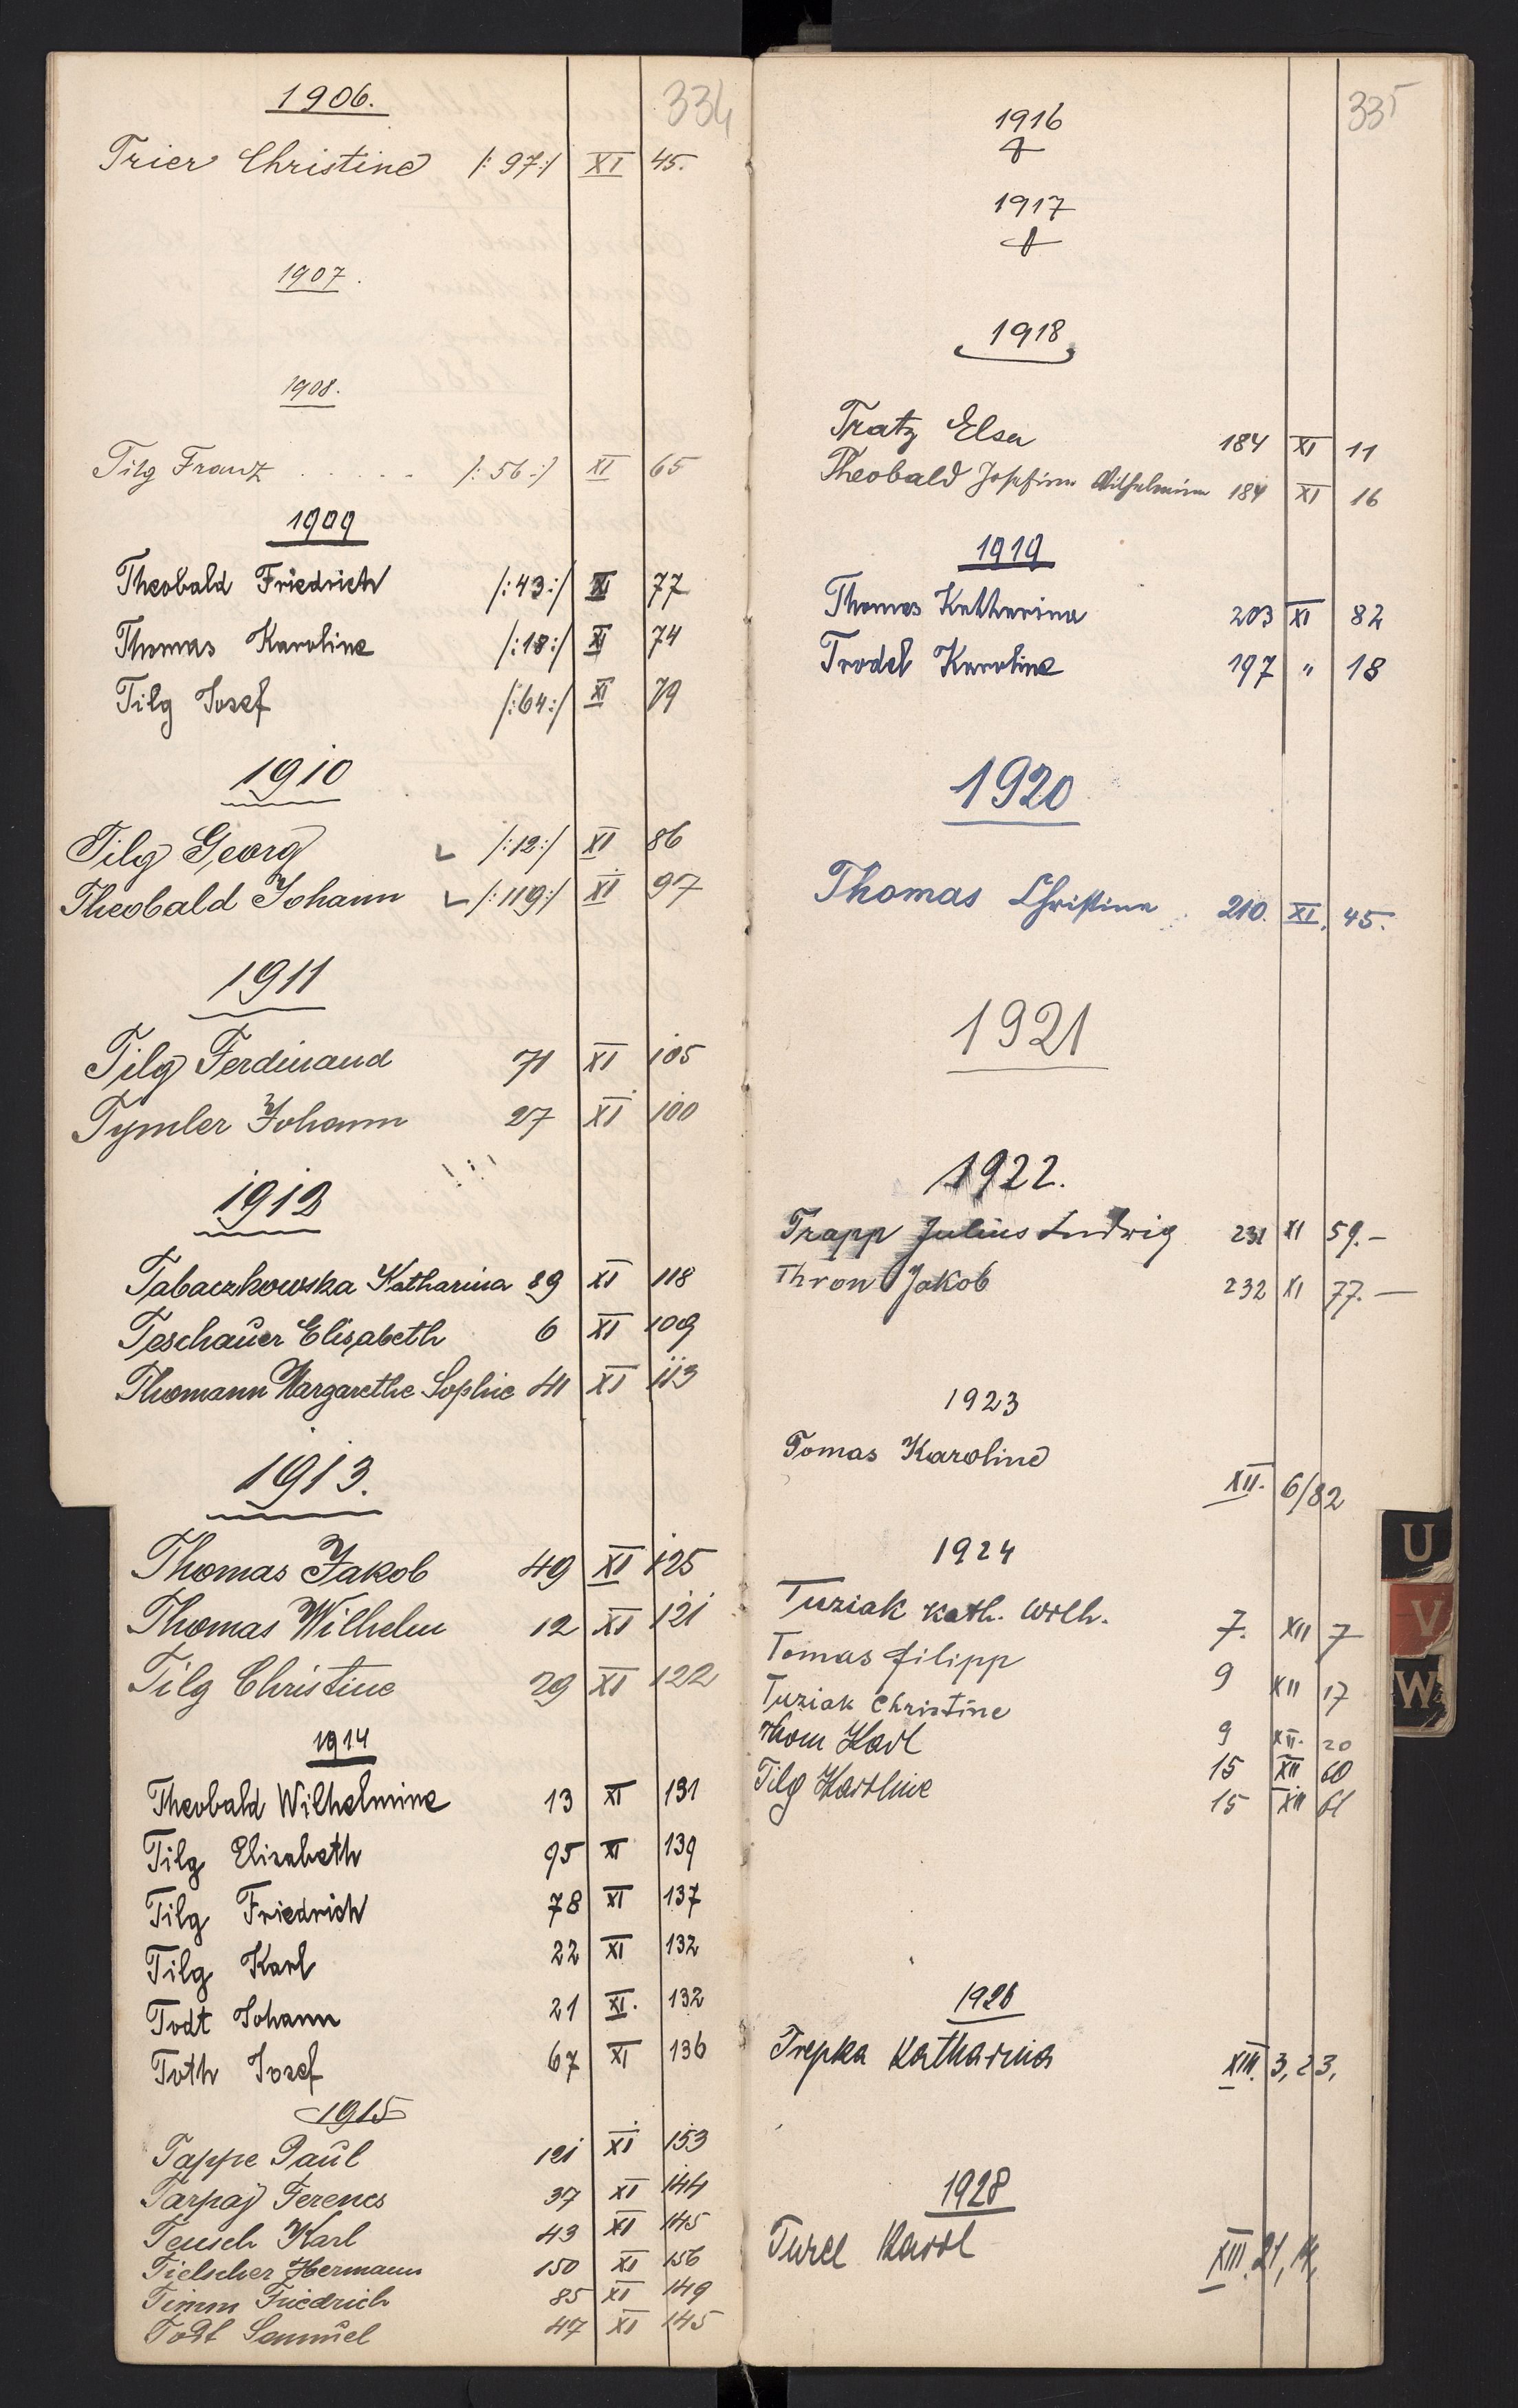 1906.
334
Trier Christine /: 97:/ XI 45.
1907.
1908.
Tilg Franz . . . . /: 56:/ XI 65
1909
Theobald Friedrich /:43:/ XI 77
Thomas Karoline /:18:/ XI 74
Tilg Josef /:64:/ XI 79
1910
Tilg Georg /:12:/ XI 86
Theobald Johann /:119:/ XI 97
1911
Tilg Ferdinand 71 XI 105
Tymler Johann 27 XI 100
1912
Tabaczkowska Katharina 89 XI 118
Teschauer Elisabeth 6 XI 109
Thomann Margarethe Sophie 41 XI 113
1913.
Thomas Jakob 49 XI 125
Thomas Wilhelm 12 XI 121
Tilg Christine 29 XI 122
1914
Theobald Wilhelmine 13 XI 131
Tilg Elisabeth 95 XI 139
Tilg Friedrich 78 XI 137
Tilg Karl 22 XI 132
Todt Johann 21 XI. 132
Toth Josef 67 XI 136
1915
Tappe Paul 121 XI 153
Tarpaj Ferencs 37 XI 144
Teusch Karl 43 XI 145
Tielscher Hermann 150 XI 156
Timm Friedrich 85 XI 149
Todt Samuel 47 XI 145
335
1916
1917
1918
Tratz Elsa 184 XI 11
Theobald Josefine Wilhelmine 184 XI 16
1919
Thomas Katharina 203 XI 82
Trodel Karoline 197 " 18
1920
Thomas Christine 210. XI. 45.
1921
1922.
Trapp Julius Ludwig 231 XI 59.-
Thron Jakob 232 XI 77.-
1923
Tomas Karoline
XII. 6/82
1924
Tuziak Kath. Wilh. 7. XII 7
Tomas Filipp 9 XII 17
Tuziak Christine 9 XII. 20
Thom Karl 15 XII 60
Tilg Karoline 15 XII 61
1926
Trepka Katharina XIII. 3, 23,
1928
Turel Karol XIII. 21, 14,
U
V
W